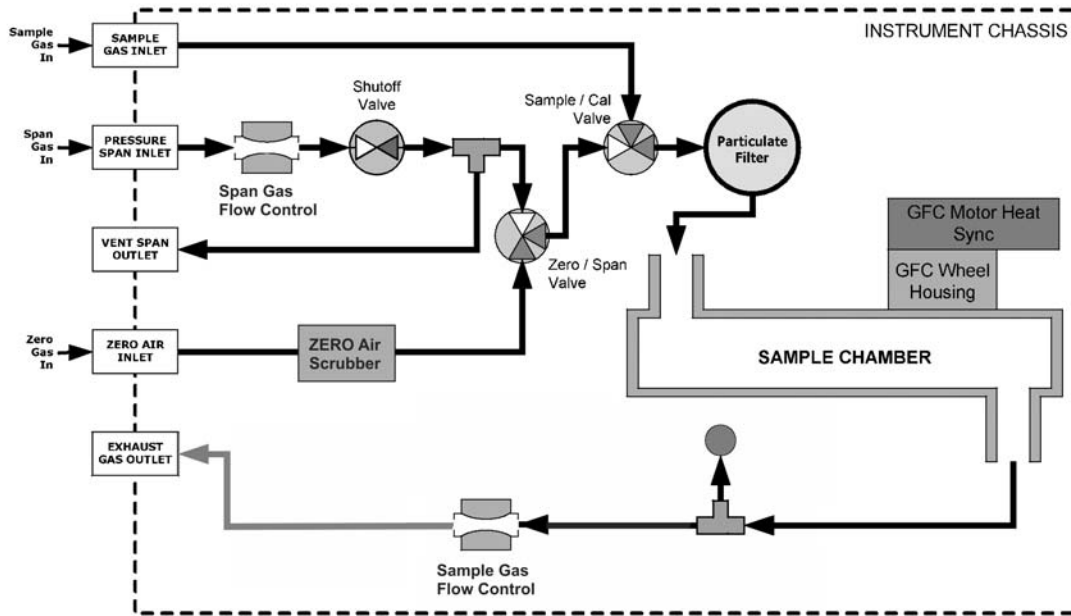 INSTRUMENT CHASSIS
Sample
Gas
In
SAMPLE
GAS INLET
Shutoff
Valve
Sample / Cal
Valve
Span
Gas
In
PRESSURE
SPAN INLET
Particulate
Filter
Span Gas
Flow Control
GFC Motor Heat
Sync
VENT SPAN
OUTLET
Zero / Span
Valve
GFC Wheel
Housing
Zero
Gas
In
ZERO AIR
INLET
ZERO Air
Scrubber
SAMPLE CHAMBER
EXHAUST
GAS OUTLET
Sample Gas
Flow Control